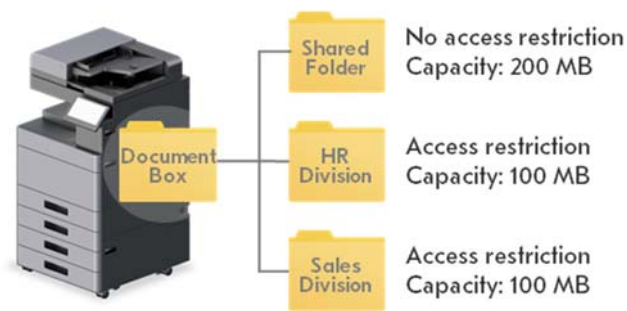 Document
Box
Shared
Folder
No access restriction
Capacity: 200 MB
HR
Division
Access restriction
Capacity: 100 MB
Sales
Division
Access restriction
Capacity: 100 MB